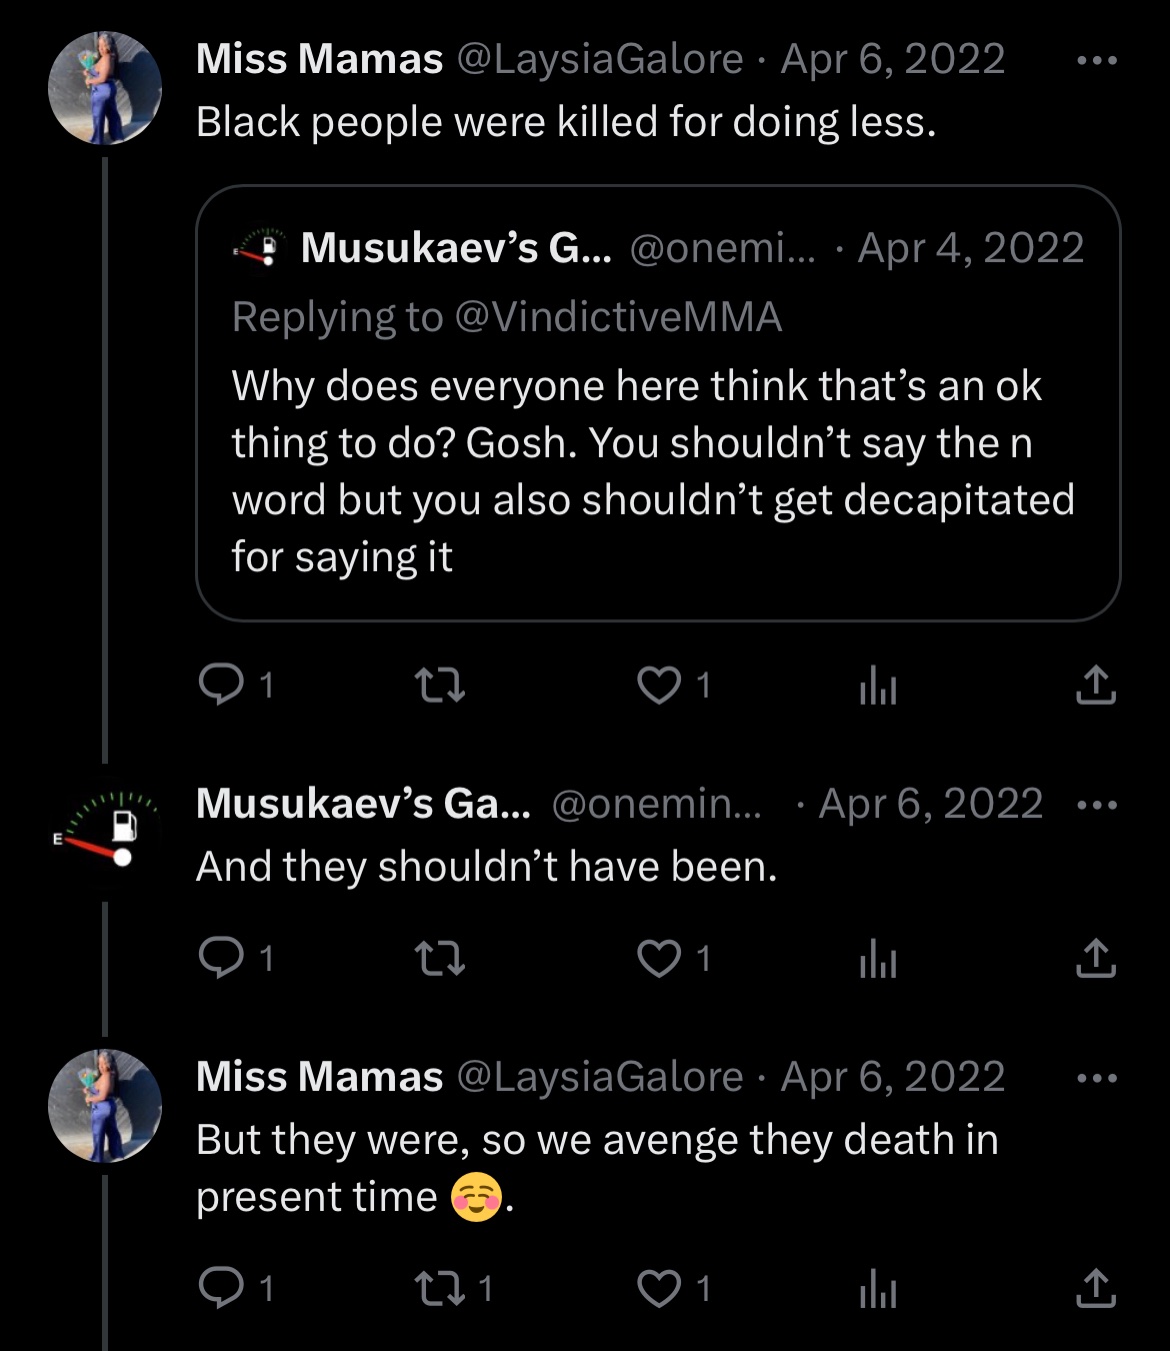 Miss Mamas @LaysiaGalore · Apr 6, 2022
Black people were killed for doing less.
E
Musukaev’s G... @onemi... · Apr 4, 2022
Replying to @VindictiveMMA
Why does everyone here think that’s an ok
thing to do? Gosh. You shouldn’t say the n
word but you also shouldn’t get decapitated
for saying it
1 1
E
Musukaev’s Ga... @onemin... · Apr 6, 2022
And they shouldn’t have been.
1 1
Miss Mamas @LaysiaGalore · Apr 6, 2022
But they were, so we avenge they death in
present time ☺️.
1 1 1